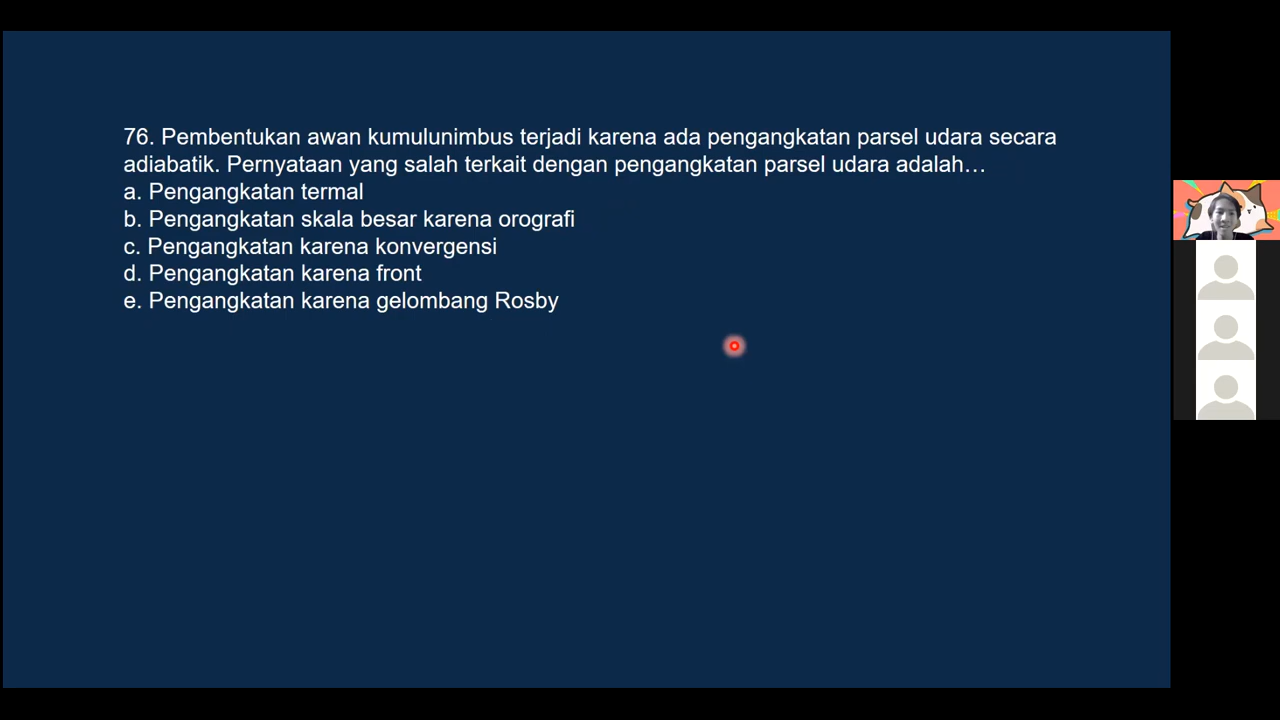 76. Pembentukan awan kumulunimbus terjadi karena ada pengangkatan parsel udara secara
adiabatik. Pernyataan yang salah terkait dengan pengangkatan parsel udara adalah…
a. Pengangkatan termal
b. Pengangkatan skala besar karena orografi
c. Pengangkatan karena konvergensi
d. Pengangkatan karena front
e. Pengangkatan karena gelombang Rosby